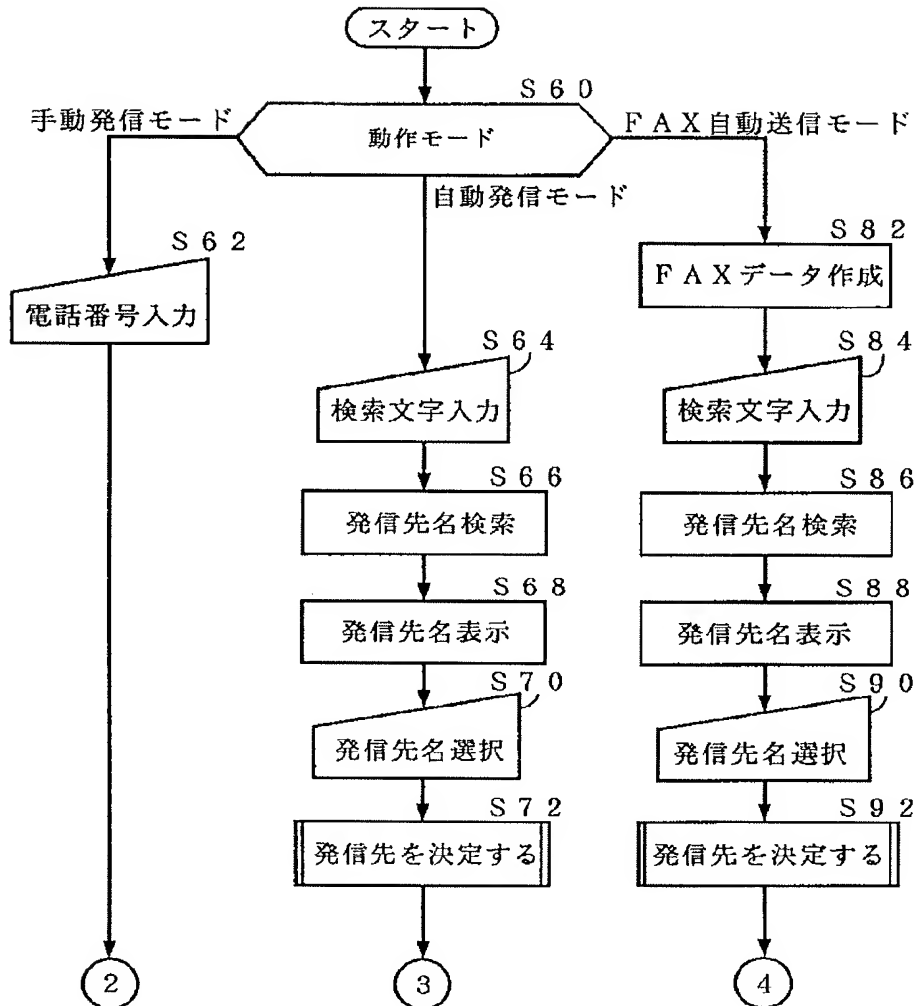 スタート
S60
手動発信モード
動作モード
FAX自動送信モード
自動発信モード
S62
電話番号入力
S82
FAXデータ作成
S64
検索文字入力
S84
検索文字入力
S66
発信先名検索
S86
発信先名検索
S68
発信先名表示
S88
発信先名表示
S70
発信先名選択
S90
発信先名選択
S72
発信先を決定する
S92
発信先を決定する
2
3
4